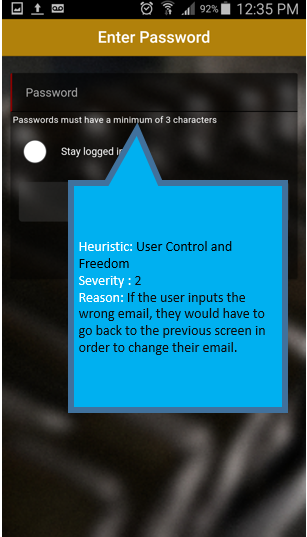 92% 12:35 PM
Enter Password
Password
Passwords must have a minimum of 3 characters
Stay logged in
Heuristic: User Control and
Freedom
Severity : 2
Reason: If the user inputs the
wrong email, they would have to
go back to the previous screen in
order to change their email.